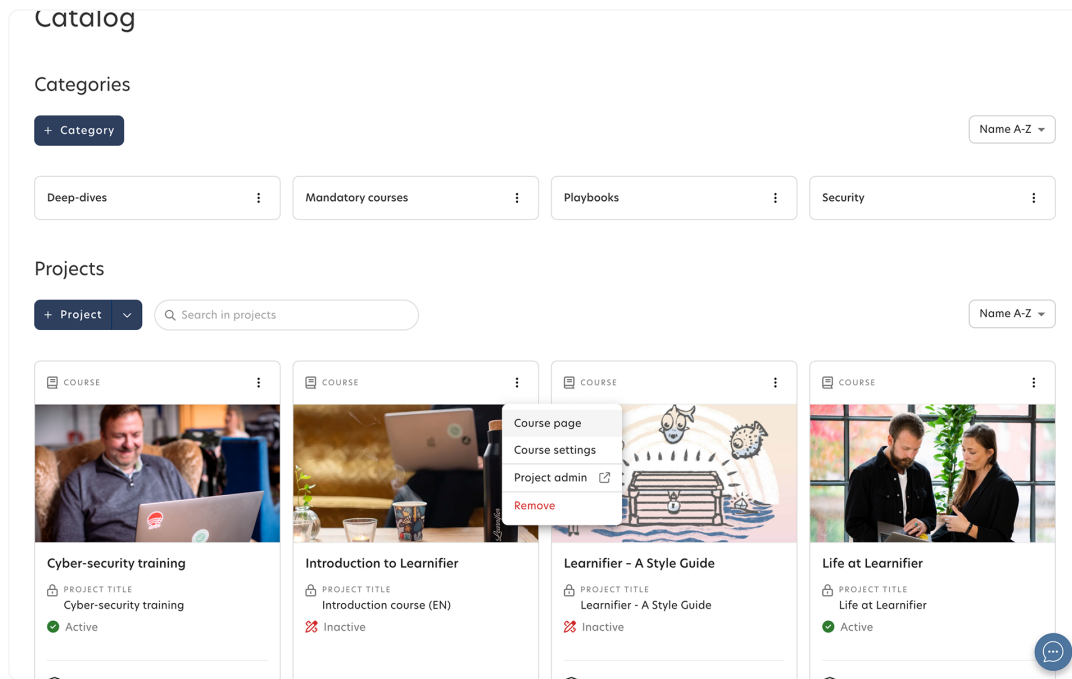 Catalog
Categories
+ Category
Name A-Z
Deep-dives
Mandatory courses
Playbooks
Security
Projects
+ Project
Search in projects
Name A-Z
COURSE
COURSE
COURSE
COURSE
Course page
Course settings
Project admin
Remove
Learnifier
Cyber-security training
PROJECT TITLE
Cyber-security training
Active
Introduction to Learnifier
PROJECT TITLE
Introduction course (EN)
Inactive
Learnifier – A Style Guide
PROJECT TITLE
Learnifier - A Style Guide
Inactive
Life at Learnifier
PROJECT TITLE
Life at Learnifier
Active